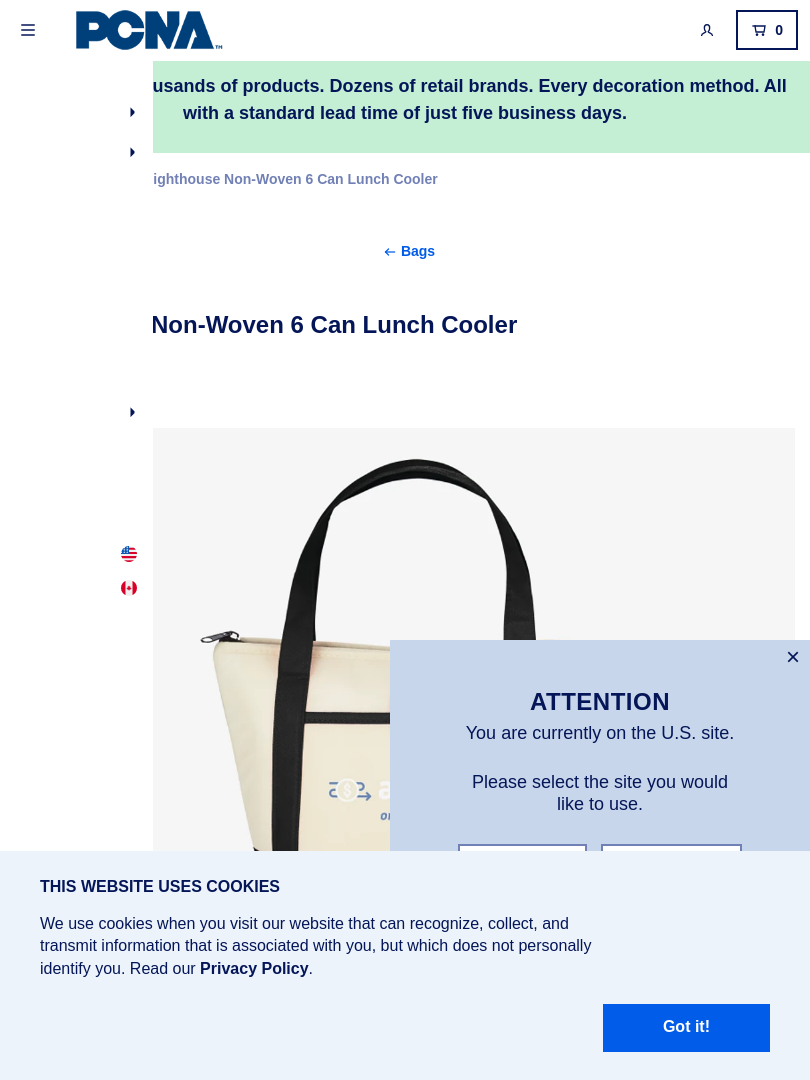 PCNA™
0
usands of products. Dozens of retail brands. Every decoration method. All
with a standard lead time of just five business days.
ighthouse Non-Woven 6 Can Lunch Cooler
← Bags
Non-Woven 6 Can Lunch Cooler
×
ATTENTION
You are currently on the U.S. site.
Please select the site you would
like to use.
THIS WEBSITE USES COOKIES
We use cookies when you visit our website that can recognize, collect, and
transmit information that is associated with you, but which does not personally
identify you. Read our Privacy Policy.
Got it!